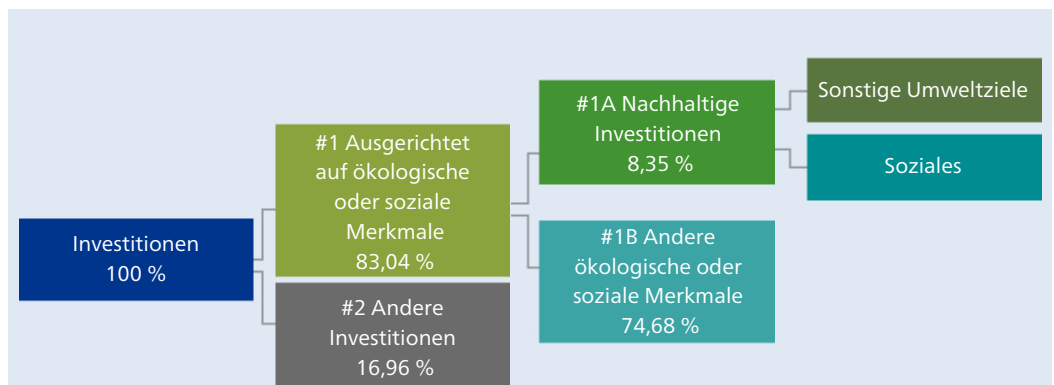 Investitionen
100 %
#1 Ausgerichtet
auf ökologische
oder soziale
Merkmale
83,04 %
#2 Andere
Investitionen
16,96 %
#1A Nachhaltige
Investitionen
8,35 %
#1B Andere
ökologische oder
soziale Merkmale
74,68 %
Sonstige Umweltziele
Soziales